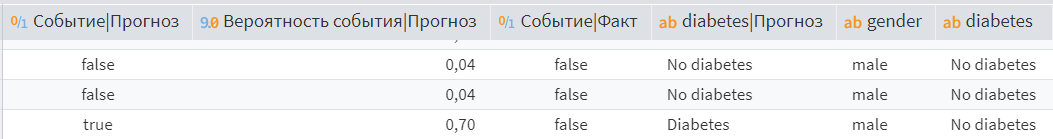 0/1 Событие|Прогноз 9.0 Вероятность события|Прогноз 0/1 Событие|Факт ab diabetes|Прогноз ab gender ab diabetes
false 0,04 false No diabetes male No diabetes
false 0,04 false No diabetes male No diabetes
true 0,70 false Diabetes male No diabetes